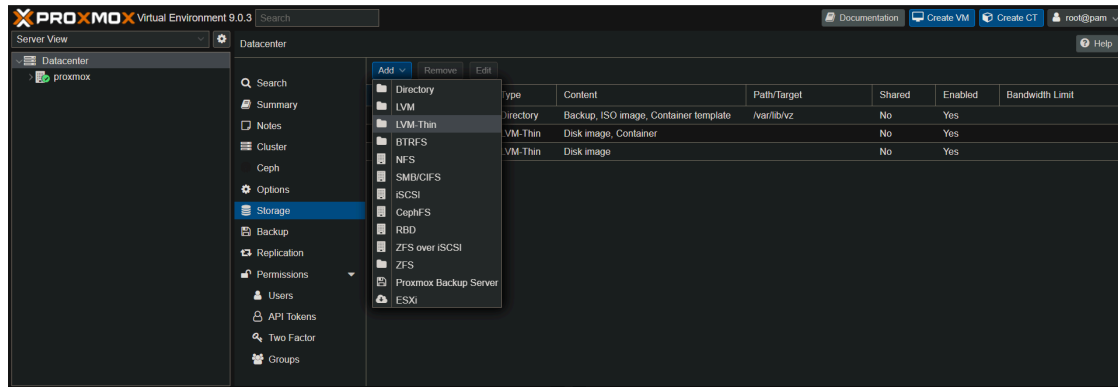 PROXMOX Virtual Environment 9.0.3 Search Documentation Create VM Create CT root@pam
Server View
Datacenter
proxmox
Datacenter Help
Search
Summary
Notes
Cluster
Ceph
Options
Storage
Backup
Replication
Permissions
Users
API Tokens
Two Factor
Groups
Add Remove Edit
Directory
LVM
LVM-Thin
BTRFS
NFS
SMB/CIFS
iSCSI
CephFS
RBD
ZFS over iSCSI
ZFS
Proxmox Backup Server
ESXi
Type Content Path/Target Shared Enabled Bandwidth Limit
Directory Backup, ISO image, Container template /var/lib/vz No Yes
LVM-Thin Disk image, Container No Yes
LVM-Thin Disk image No Yes